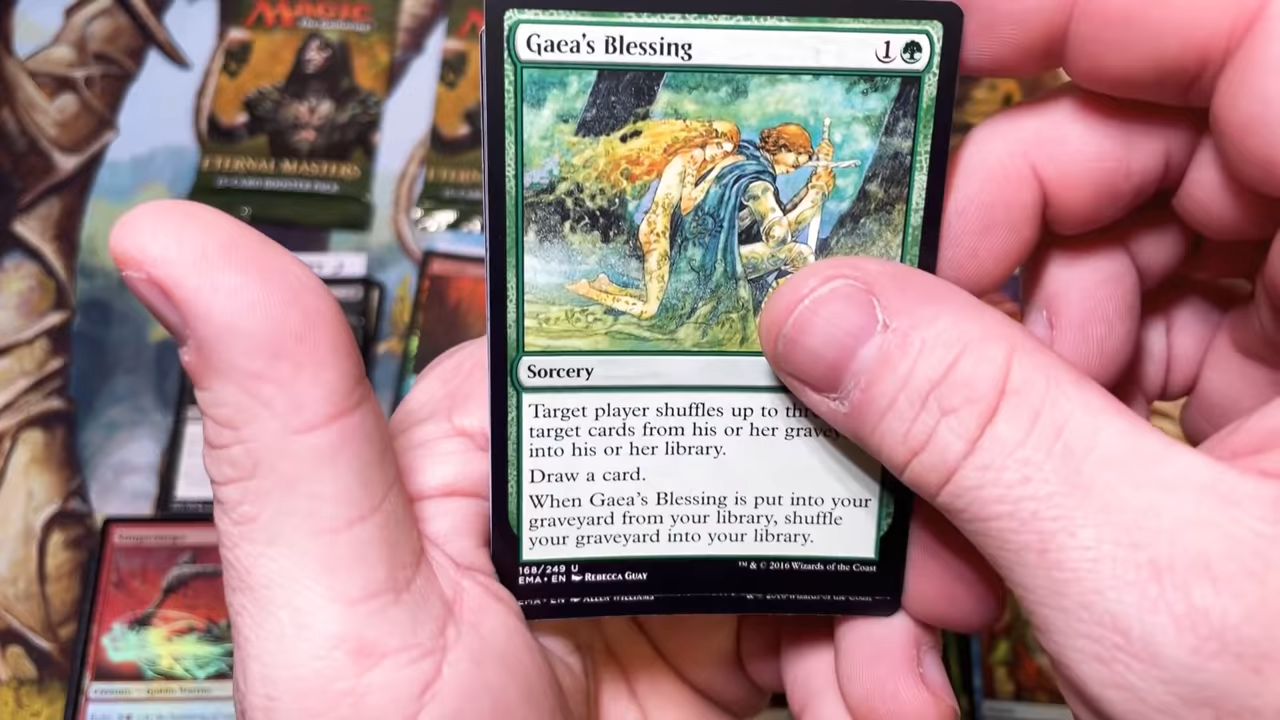 MAGIC
ETERNAL MASTERS
Gaea's Blessing 1
Sorcery
Target player shuffles up to
target cards from his or her
into his or her library.
Draw a card.
When Gaea's Blessing is put into your
graveyard from your library, shuffle
your graveyard into your library.
168/249 U
EMA • EN REBECCA GUAY
™ & © 2016 Wizards of the Coast